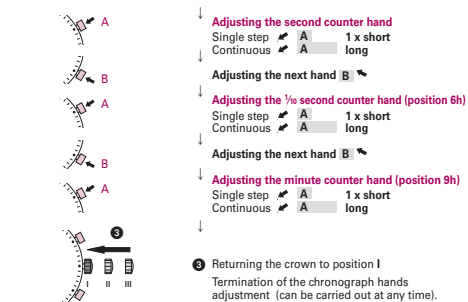 A
↓
Adjusting the second counter hand
Single step A 1 x short
Continuous A long
↓
B
Adjusting the next hand B
↓
A
Adjusting the 1/10 second counter hand (position 6h)
Single step A 1 x short
Continuous A long
↓
B
Adjusting the next hand B
↓
A
Adjusting the minute counter hand (position 9h)
Single step A 1 x short
Continuous A long
↓
3
I II III
3 Returning the crown to position I
Termination of the chronograph hands
adjustment (can be carried out at any time).